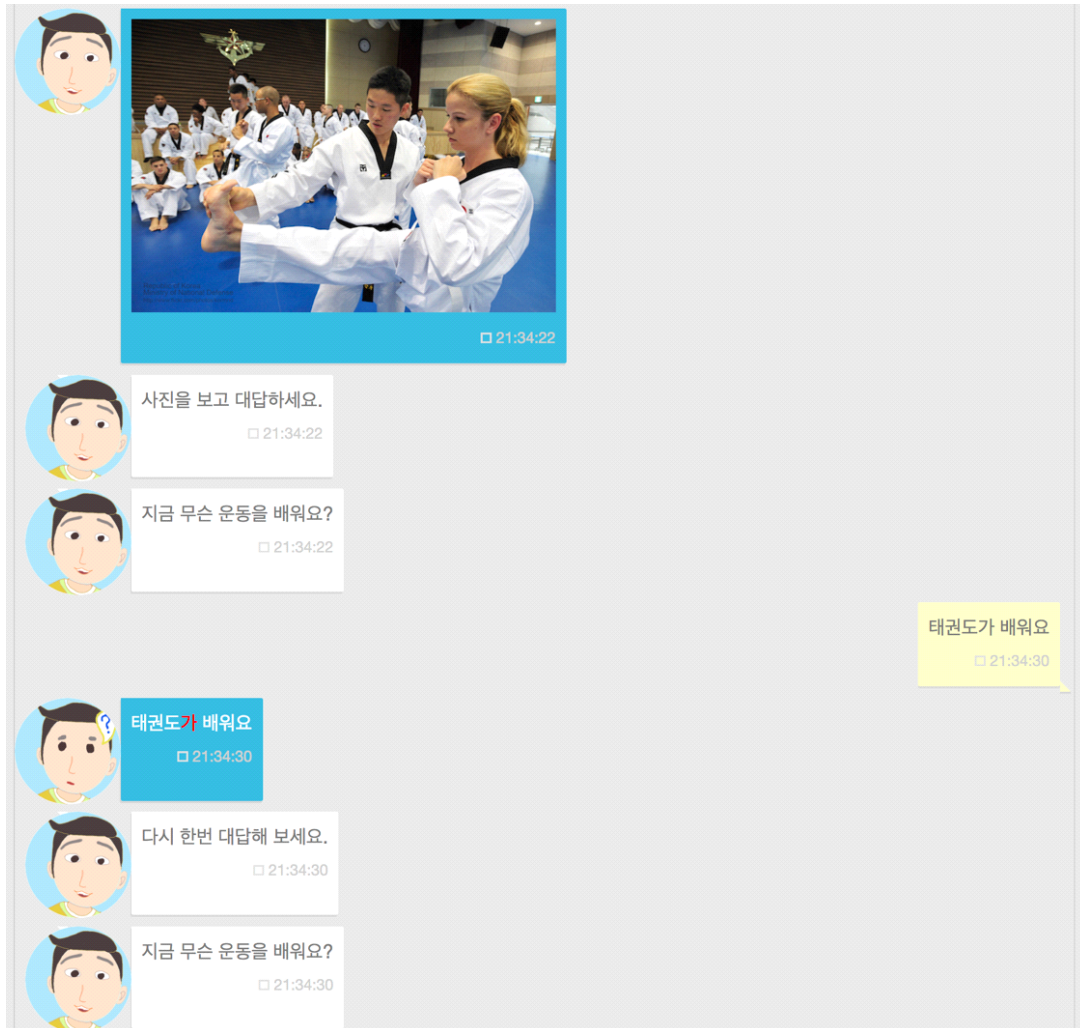 21:34:22
사진을 보고 대답하세요.
21:34:22
지금 무슨 운동을 배워요?
21:34:22
태권도가 배워요
21:34:30
?
태권도가 배워요
21:34:30
다시 한번 대답해 보세요.
21:34:30
지금 무슨 운동을 배워요?
21:34:30